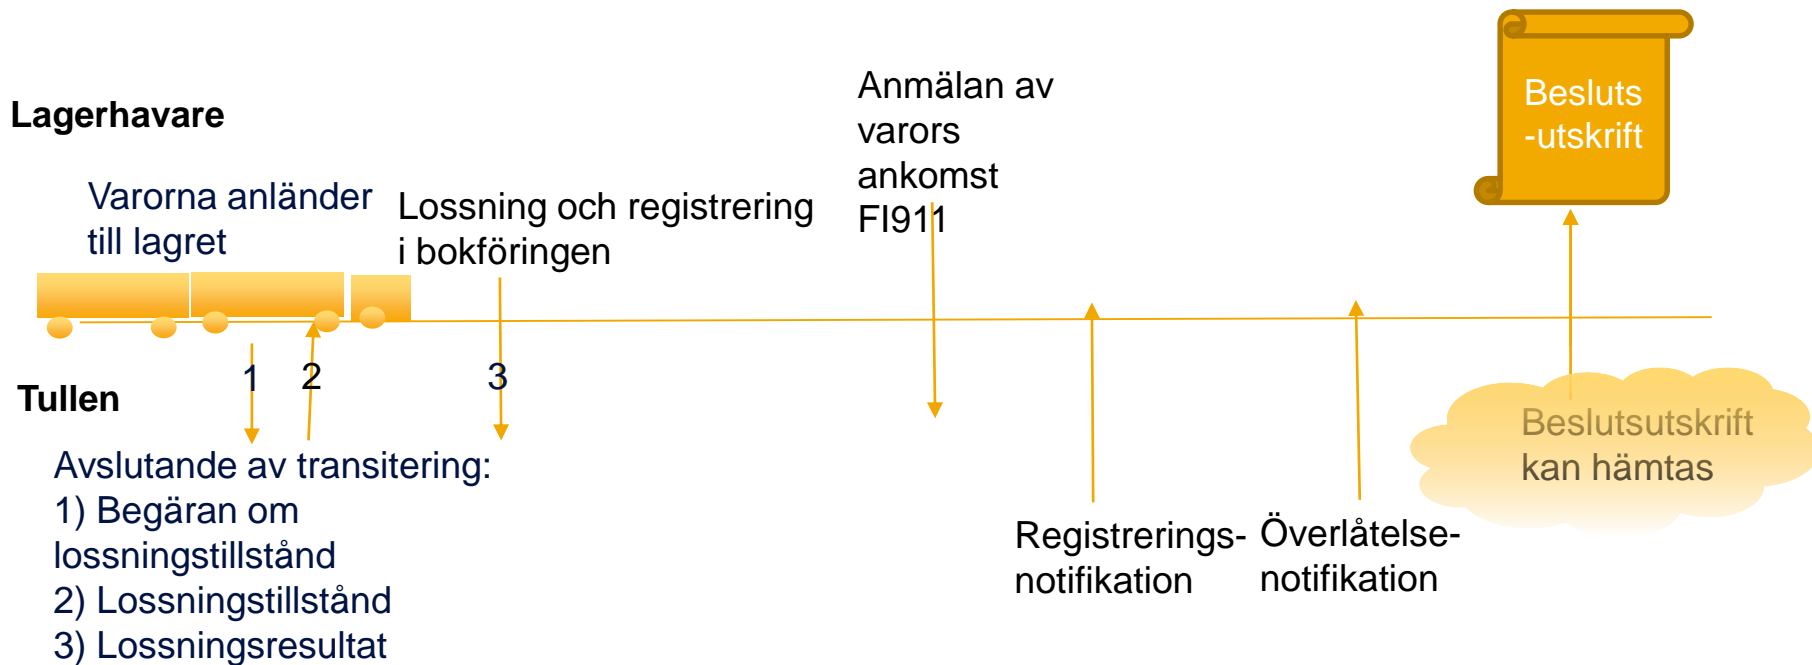 Lagerhavare
Varorna anländer
till lagret
Lossning och registrering
i bokföringen
Anmälan av
varors
ankomst
FI911
Besluts
-utskrift
1
2
3
Tullen
Avslutande av transitering:
1) Begäran om
lossningstillstånd
2) Lossningstillstånd
3) Lossningsresultat
Registrerings-
notifikation
Överlåtelse-
notifikation
Beslutsutskrift
kan hämtas